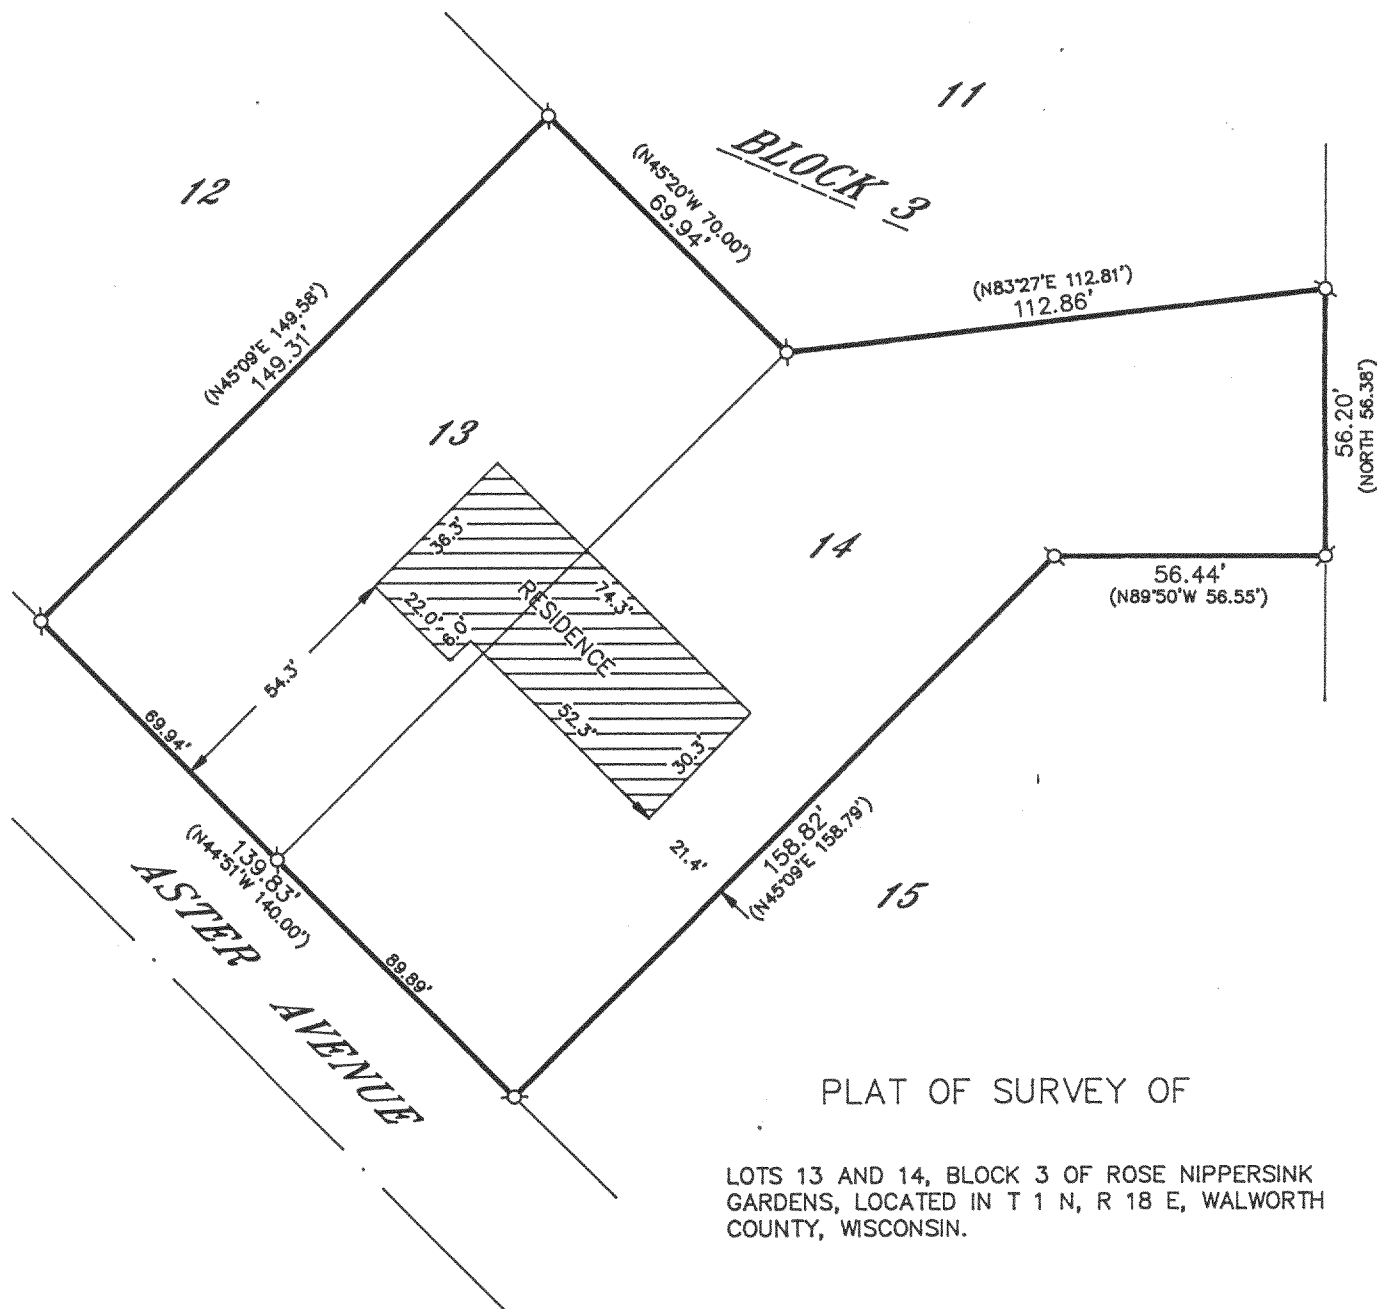 11
BLOCK 3
12
(N45°20'W 70.00')
69.94'
(N83°27'E 112.81')
112.86'
(N45°09'E 149.58')
149.31'
56.20'
(NORTH 56.38')
13
14
36.3'
74.3'
22.0'
6.0'
RESIDENCE
56.44'
(N89°50'W 56.55')
54.3'
52.3'
30.3'
69.94'
21.4'
158.82'
(N45°09'E 158.79')
139.83'
(N44°51'W 140.00')
15
ASTER AVENUE
89.89'
PLAT OF SURVEY OF
LOTS 13 AND 14, BLOCK 3 OF ROSE NIPPERSINK
GARDENS, LOCATED IN T 1 N, R 18 E, WALWORTH
COUNTY, WISCONSIN.